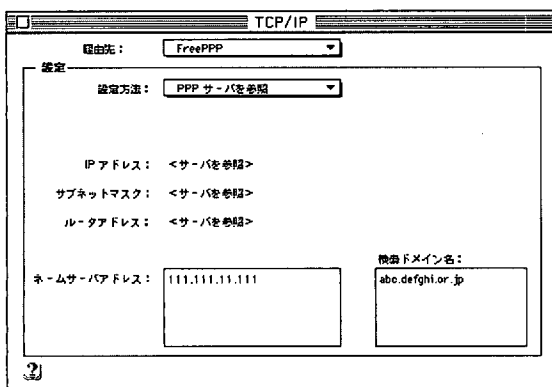 TCP/IP
経由先： FreePPP
設定
設定方法： PPP サーバを参照
IP アドレス： <サーバを参照>
サブネットマスク： <サーバを参照>
ルータアドレス： <サーバを参照>
検索ドメイン名：
ネームサーバアドレス： 111.111.11.111 abc.defghi.or.jp
?